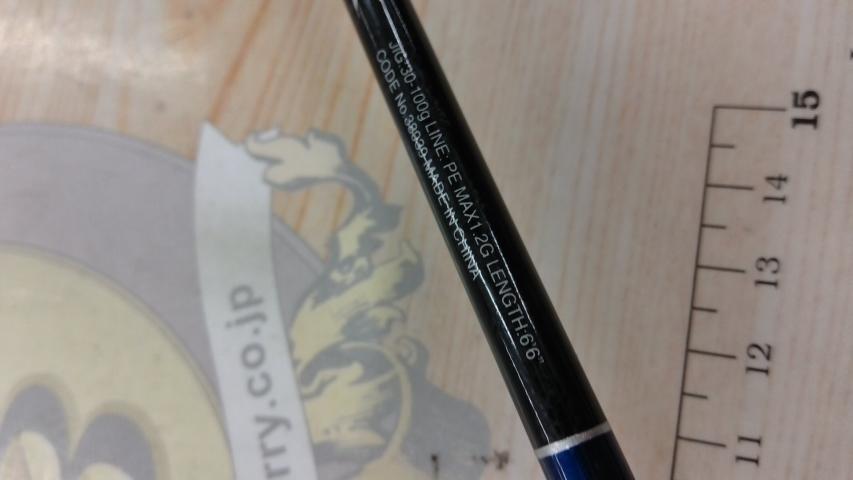 JIG:30-100g LINE: PE MAX1.2G LENGTH:6'6"
CODE No.38939 MADE IN CHINA
rry.co.jp
15
14
13
12
11